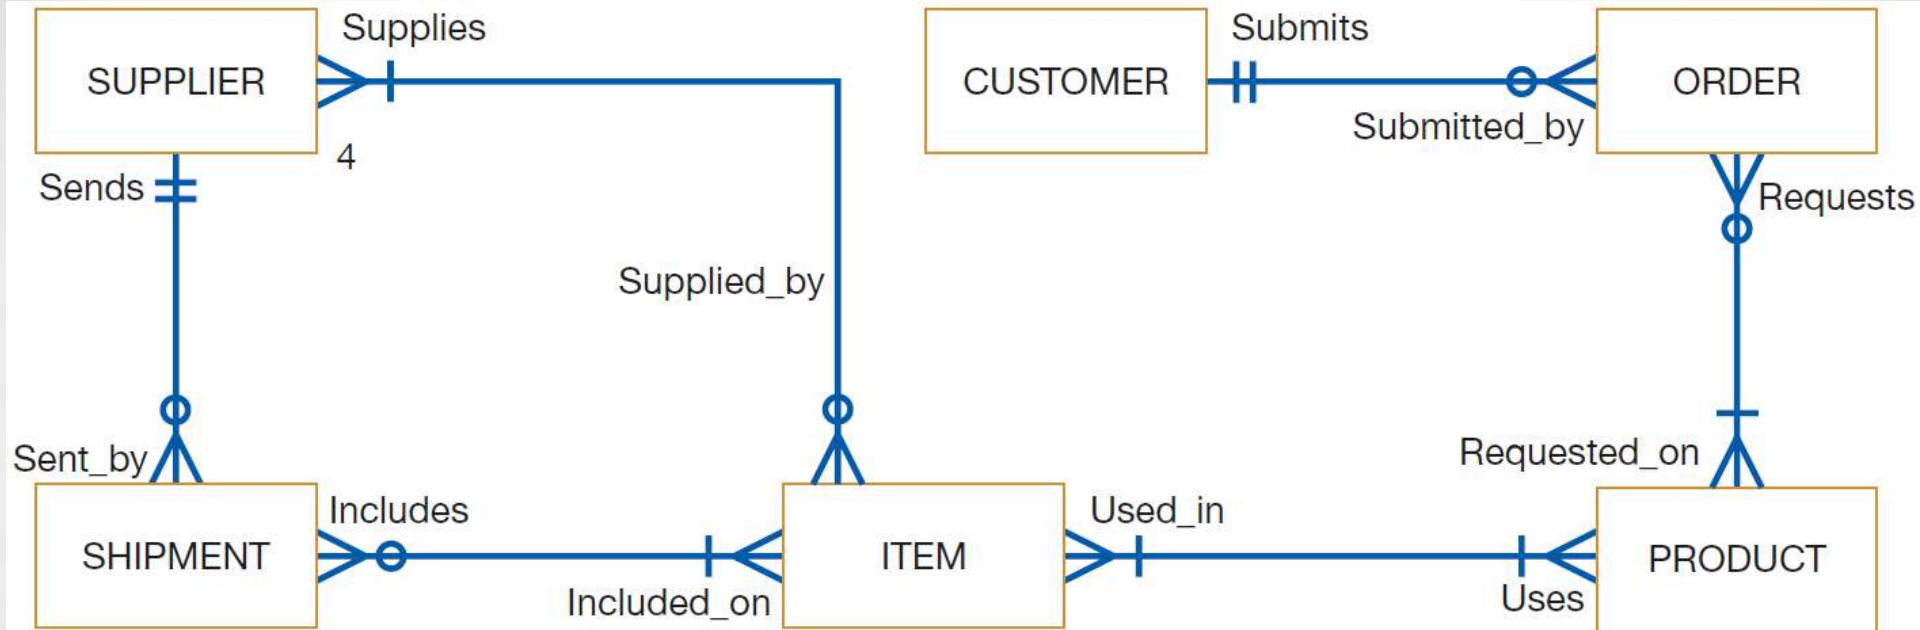 Supplies
Submits
SUPPLIER
CUSTOMER
ORDER
Submitted_by
4
Sends
Requests
Supplied_by
Sent_by
Requested_on
Includes
Used_in
SHIPMENT
ITEM
PRODUCT
Included_on
Uses